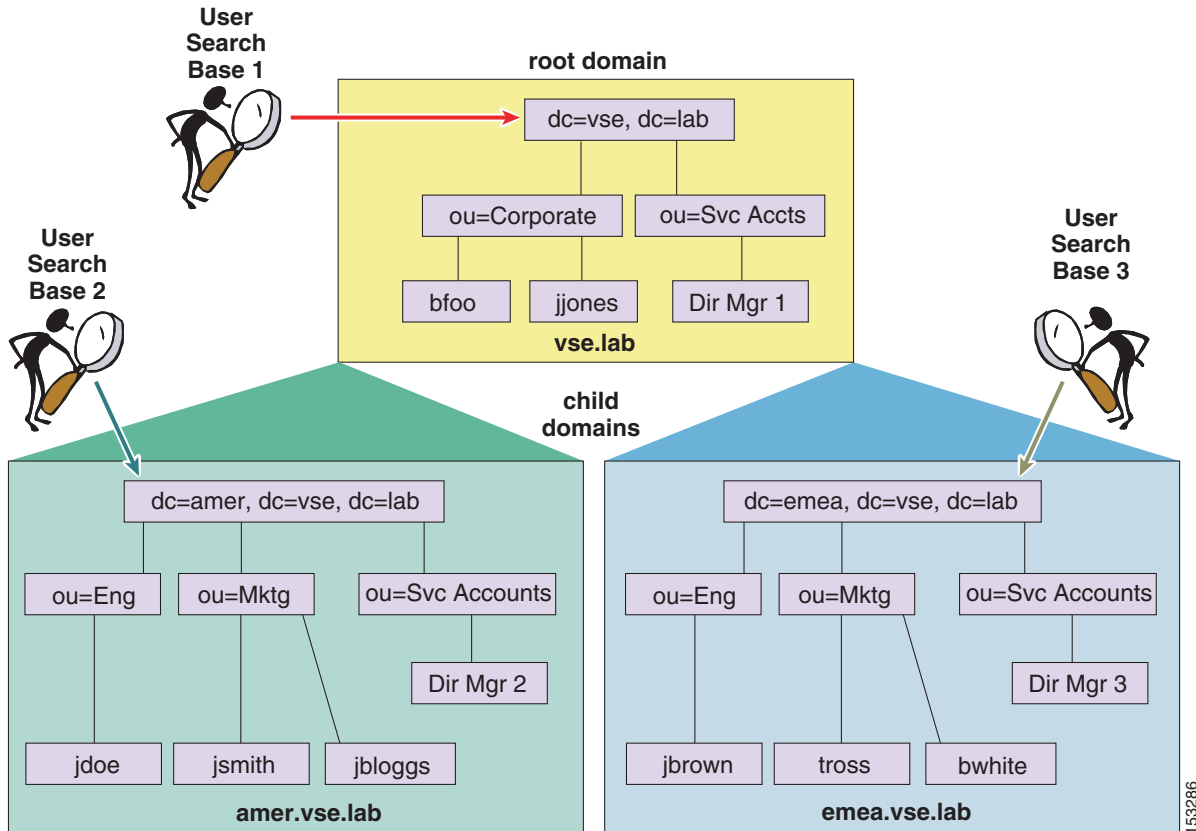 User
Search
Base 1
root domain
dc=vse, dc=lab
ou=Corporate
ou=Svc Accts
bfoo
jjones
Dir Mgr 1
vse.lab
User
Search
Base 2
User
Search
Base 3
child
domains
dc=amer, dc=vse, dc=lab
ou=Eng
ou=Mktg
ou=Svc Accounts
Dir Mgr 2
jdoe
jsmith
jbloggs
amer.vse.lab
dc=emea, dc=vse, dc=lab
ou=Eng
ou=Mktg
ou=Svc Accounts
Dir Mgr 3
jbrown
tross
bwhite
emea.vse.lab
153286